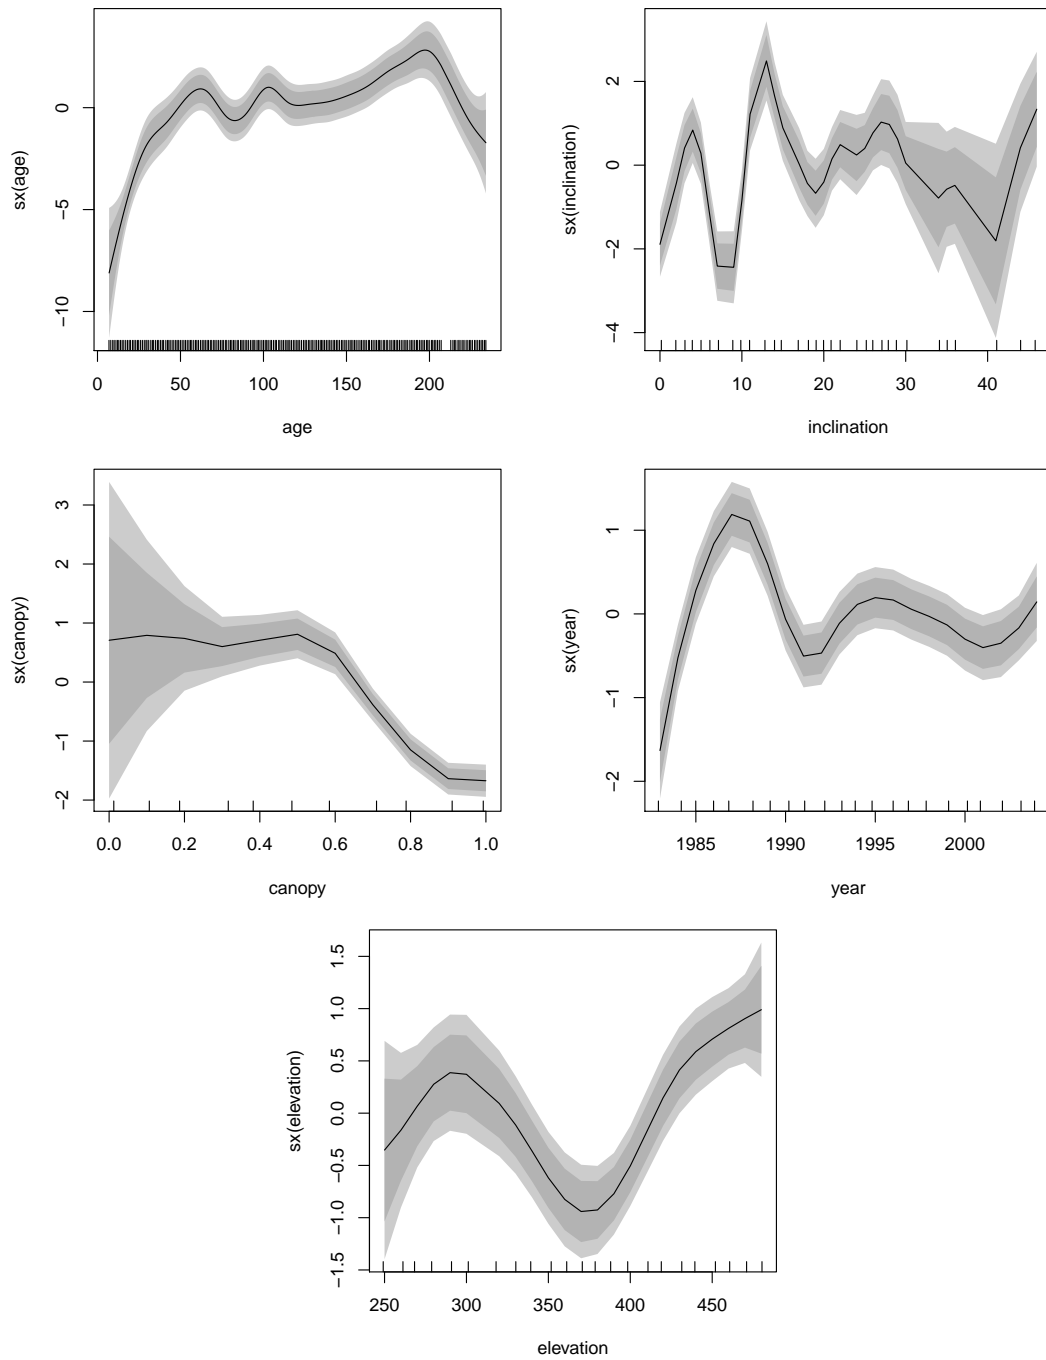 sx(age)
0
−5
−10
0 50 100 150 200
age
sx(inclination)
2
0
−2
−4
0 10 20 30 40
inclination
sx(canopy)
3
2
1
0
−1
−2
0.0 0.2 0.4 0.6 0.8 1.0
canopy
sx(year)
1
0
−1
−2
1985 1990 1995 2000
year
sx(elevation)
1.5
1.0
0.5
0.0
−0.5
−1.0
−1.5
250 300 350 400 450
elevation